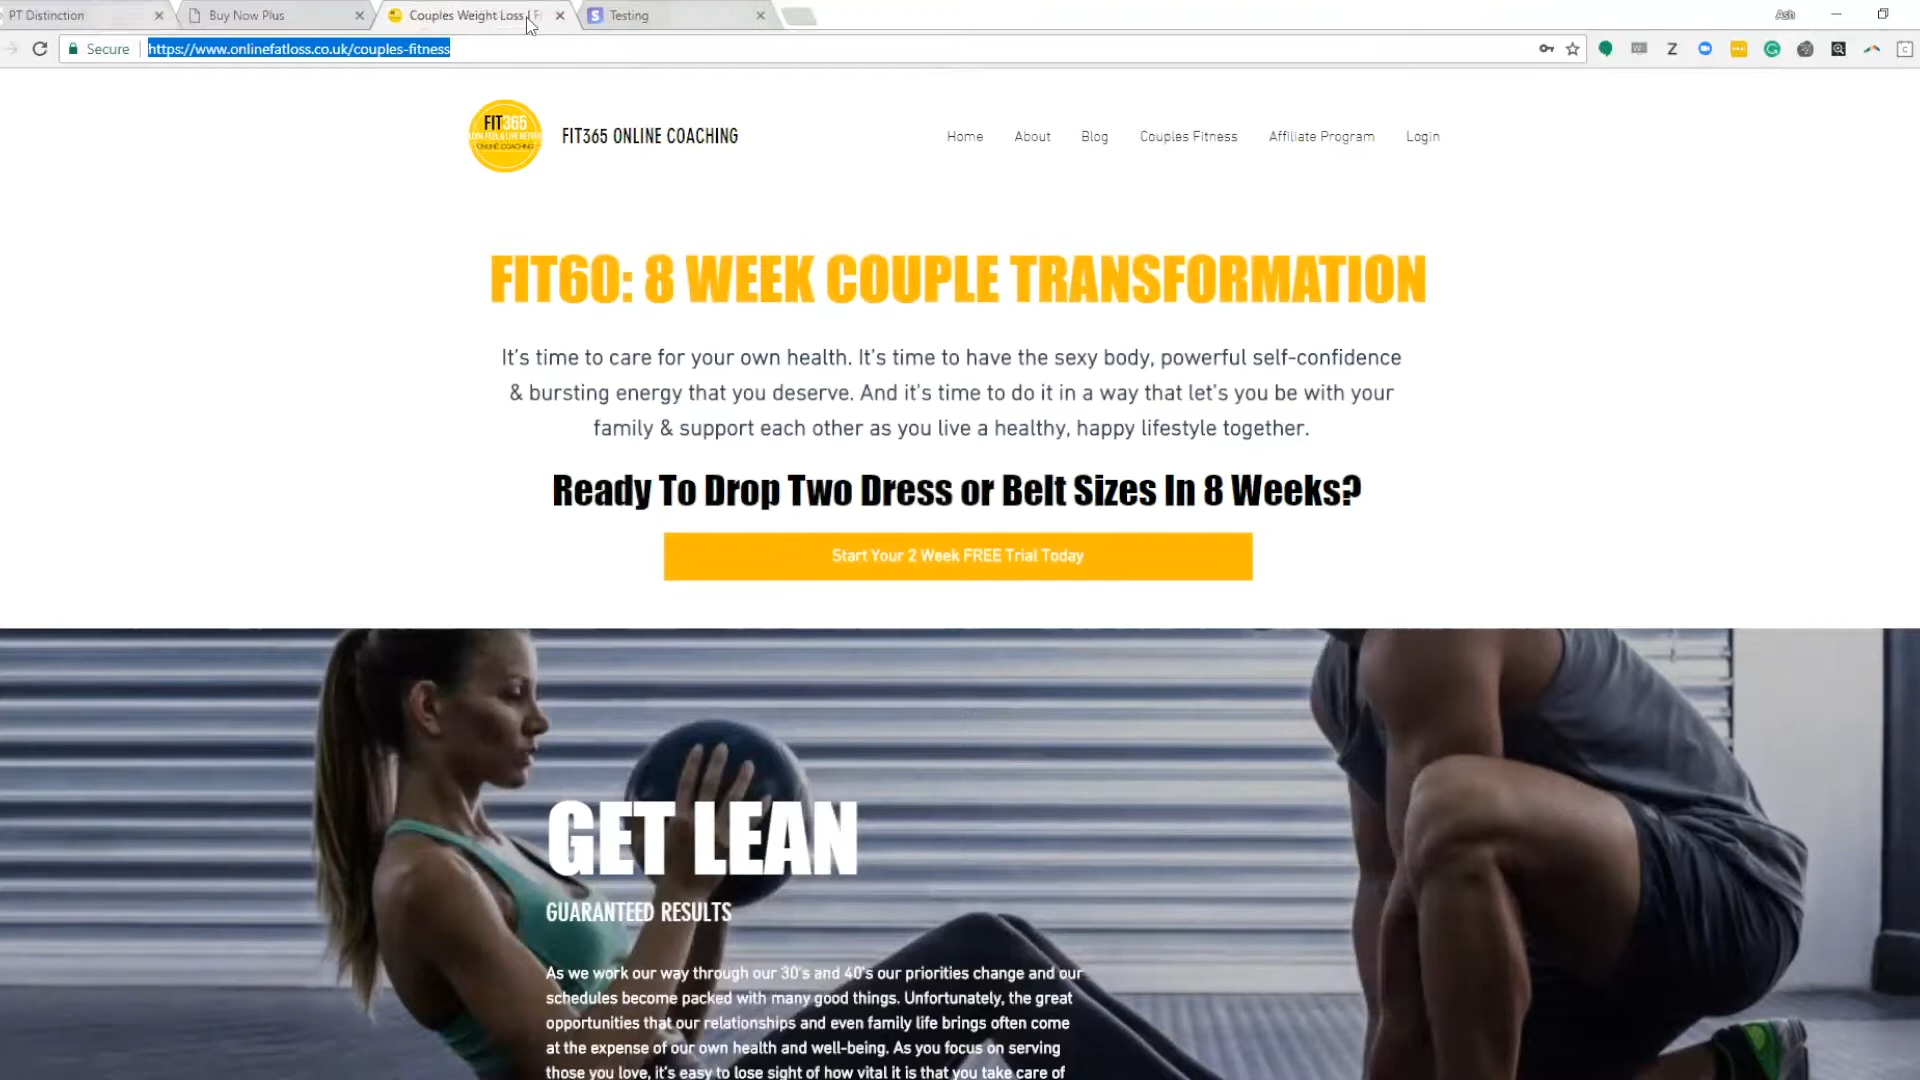 PT Distinction
Buy Now Plus
Couples Weight Loss | F
Testing
Ash
Secure
https://www.onlinefatloss.co.uk/couples-fitness
FIT365
ONLINE COACHING
FIT365 ONLINE COACHING
Home
About
Blog
Couples Fitness
Affiliate Program
Login
FIT60: 8 WEEK COUPLE TRANSFORMATION
It's time to care for your own health. It's time to have the sexy body, powerful self-confidence
& bursting energy that you deserve. And it's time to do it in a way that let's you be with your
family & support each other as you live a healthy, happy lifestyle together.
Ready To Drop Two Dress or Belt Sizes In 8 Weeks?
Start Your 2 Week FREE Trial Today
GET LEAN
GUARANTEED RESULTS
As we work our way through our 30's and 40's our priorities change and our
schedules become packed with many good things. Unfortunately, the great
opportunities that our relationships and even family life brings often come
at the expense of our own health and well-being. As you focus on serving
those you love, it's easy to lose sight of how vital it is that you take care of